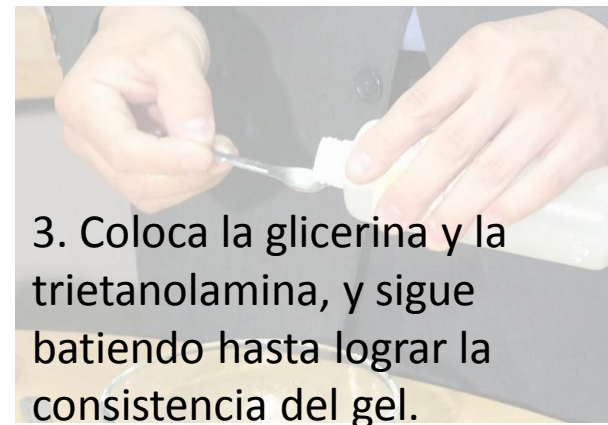 3. Coloca la glicerina y la
trietanolamina, y sigue
batiendo hasta lograr la
consistencia del gel.